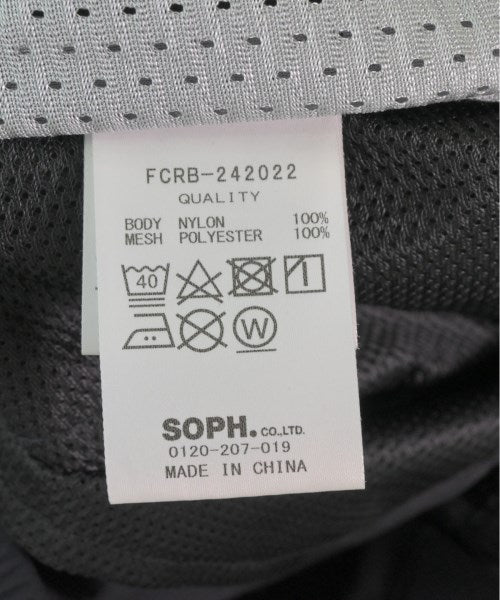 FCRB-242022
QUALITY
BODY NYLON 100%
MESH POLYESTER 100%
40
W
SOPH. CO.,LTD.
0120-207-019
MADE IN CHINA